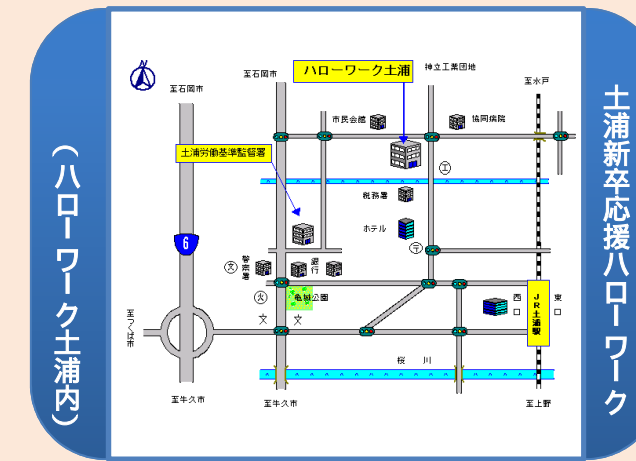 土浦新卒応援ハローワーク
（ハローワーク土浦内）
ハローワーク土浦
神立工業団地
至石岡市
至石岡市
至水戸
市民会館
協同病院
土浦労働基準監督署
工
税務署
ホテル
6
〒
文
警察署
銀行
火
亀城公園
文
文
西口
JR土浦駅
東口
至つくば市
桜川
至牛久市
至牛久市
至上野